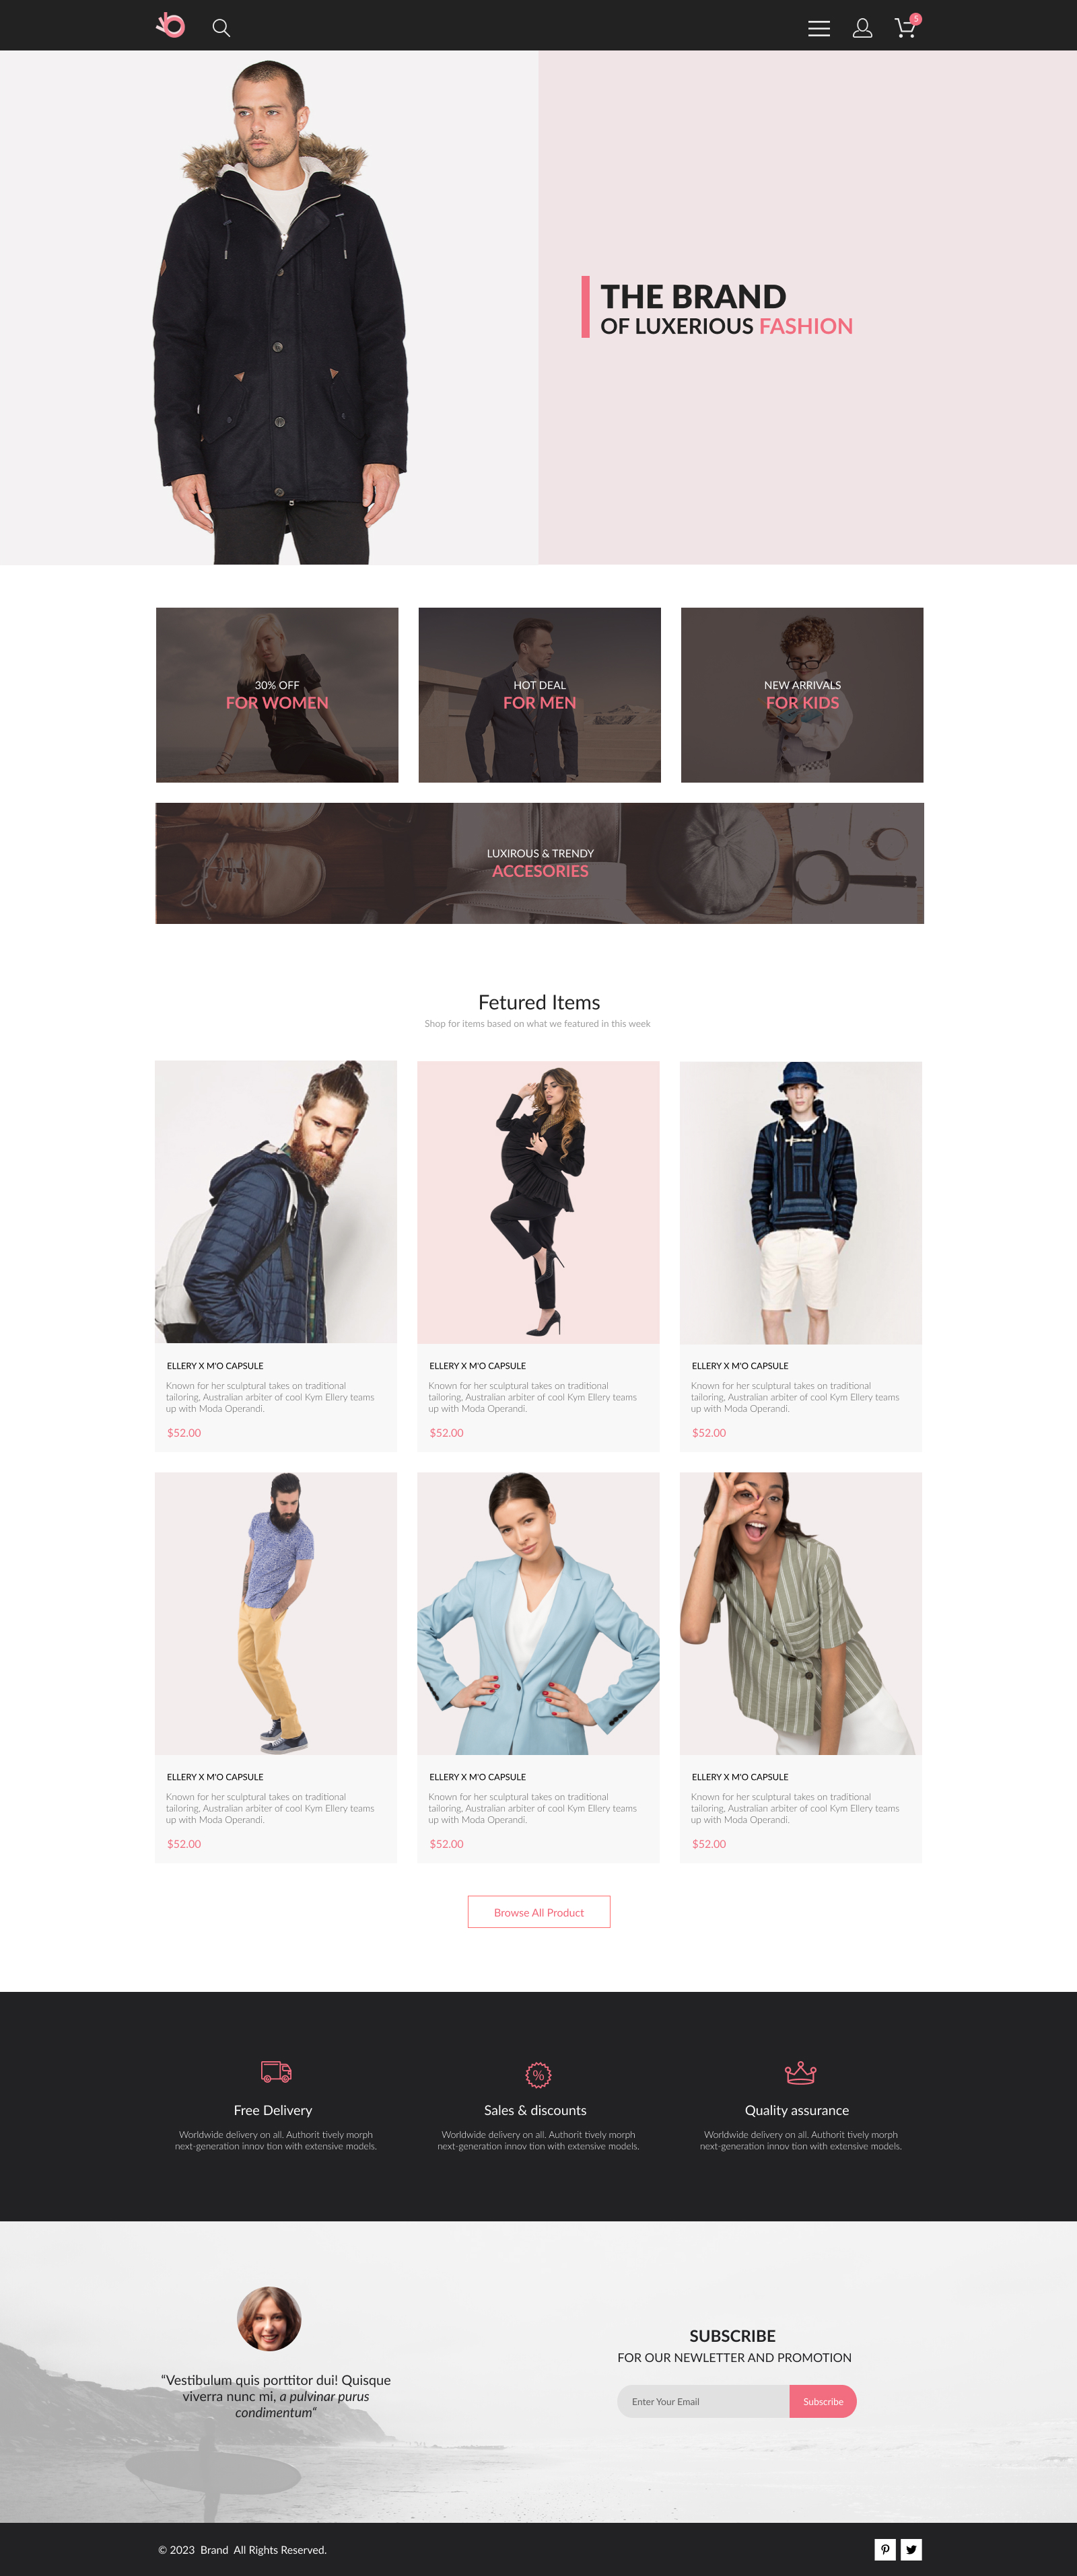 5
THE BRAND
OF LUXERIOUS FASHION
30% OFF
FOR WOMEN
HOT DEAL
FOR MEN
NEW ARRIVALS
FOR KIDS
LUXIROUS & TRENDY
ACCESORIES
Fetured Items
Shop for items based on what we featured in this week
ELLERY X M'O CAPSULE
Known for her sculptural takes on traditional
tailoring, Australian arbiter of cool Kym Ellery teams
up with Moda Operandi.
$52.00
ELLERY X M'O CAPSULE
Known for her sculptural takes on traditional
tailoring, Australian arbiter of cool Kym Ellery teams
up with Moda Operandi.
$52.00
ELLERY X M'O CAPSULE
Known for her sculptural takes on traditional
tailoring, Australian arbiter of cool Kym Ellery teams
up with Moda Operandi.
$52.00
ELLERY X M'O CAPSULE
Known for her sculptural takes on traditional
tailoring, Australian arbiter of cool Kym Ellery teams
up with Moda Operandi.
$52.00
ELLERY X M'O CAPSULE
Known for her sculptural takes on traditional
tailoring, Australian arbiter of cool Kym Ellery teams
up with Moda Operandi.
$52.00
ELLERY X M'O CAPSULE
Known for her sculptural takes on traditional
tailoring, Australian arbiter of cool Kym Ellery teams
up with Moda Operandi.
$52.00
Browse All Product
%
Free Delivery
Worldwide delivery on all. Authorit tively morph
next-generation innov tion with extensive models.
Sales & discounts
Worldwide delivery on all. Authorit tively morph
next-generation innov tion with extensive models.
Quality assurance
Worldwide delivery on all. Authorit tively morph
next-generation innov tion with extensive models.
“Vestibulum quis porttitor dui! Quisque
viverra nunc mi, a pulvinar purus
condimentum“
SUBSCRIBE
FOR OUR NEWLETTER AND PROMOTION
Enter Your Email
Subscribe
© 2023  Brand  All Rights Reserved.